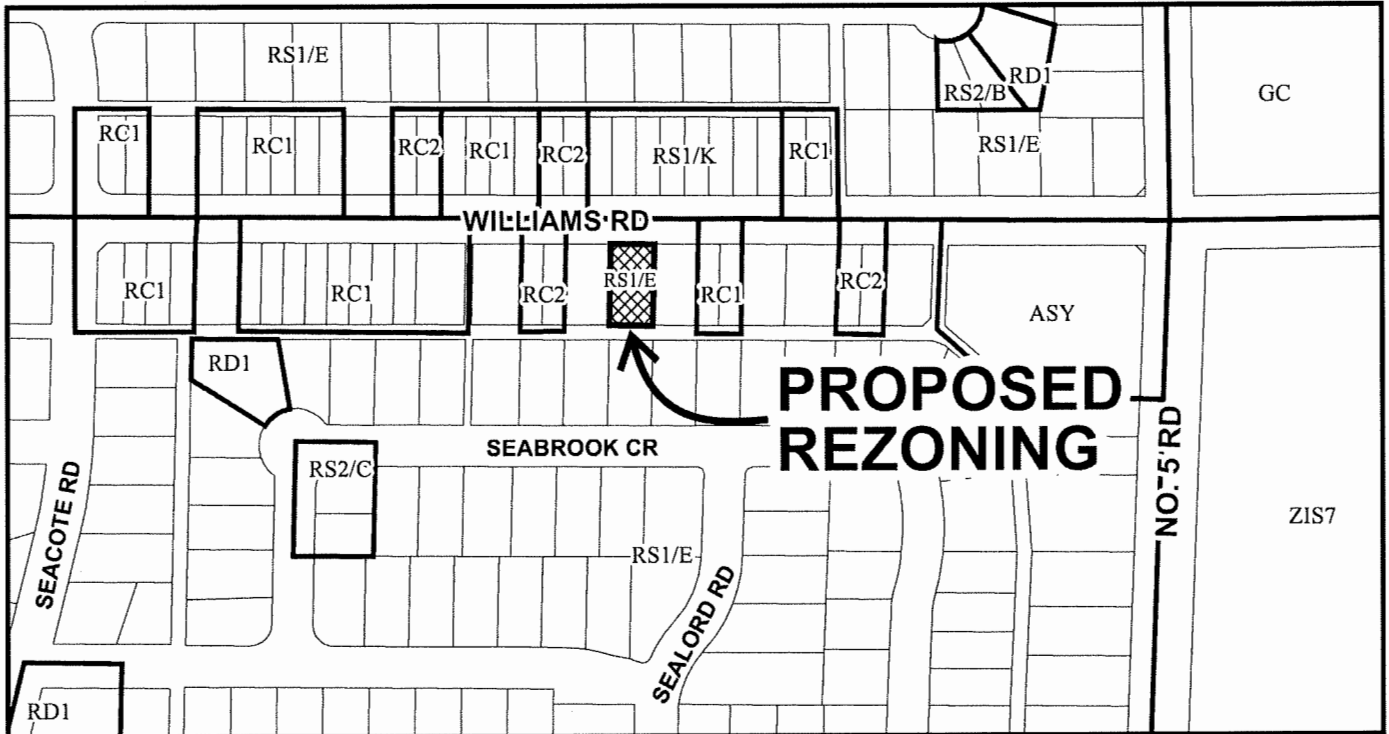 RS1/E
RD1
RS2/B
GC
RC1
RC1
RC2
RC1
RC2
RS1/K
RC1
RS1/E
WILLIAMS RD
RC1
RC1
RC2
RS1/E
RC1
RC2
ASY
RD1
PROPOSED
REZONING
SEABROOK CR
RS2/C
SEACOTE RD
NO. 5 RD
ZIS7
RS1/E
SEALORD RD
RD1